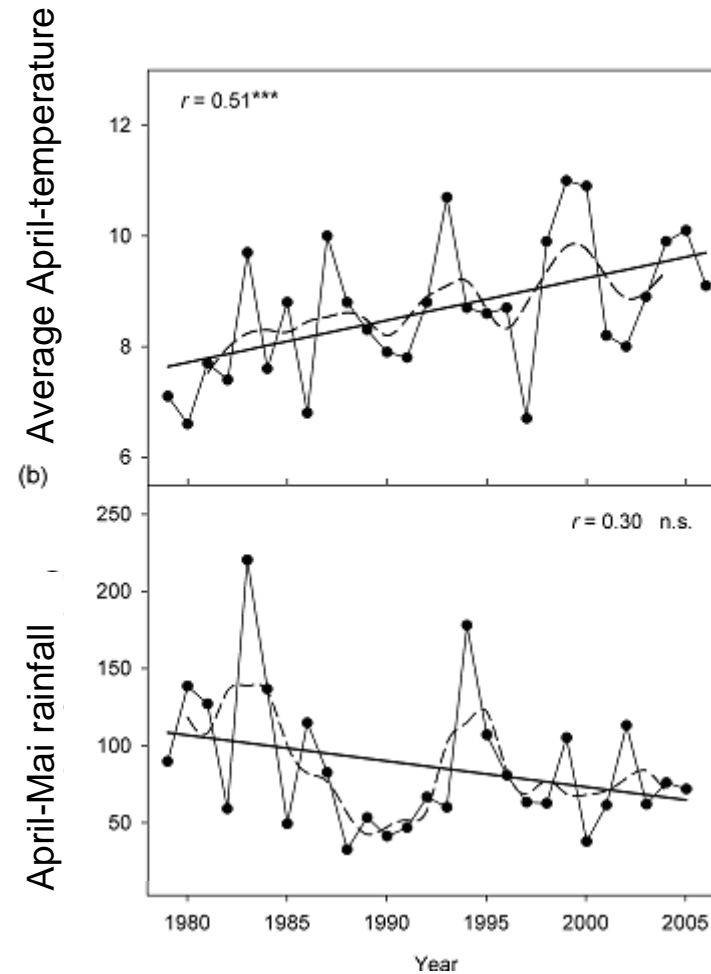 Average April-temperature
r = 0.51***
12
10
8
6
(b)
April-Mai rainfall
r = 0.30 n.s.
250
200
150
100
50
1980 1985 1990 1995 2000 2005
Year